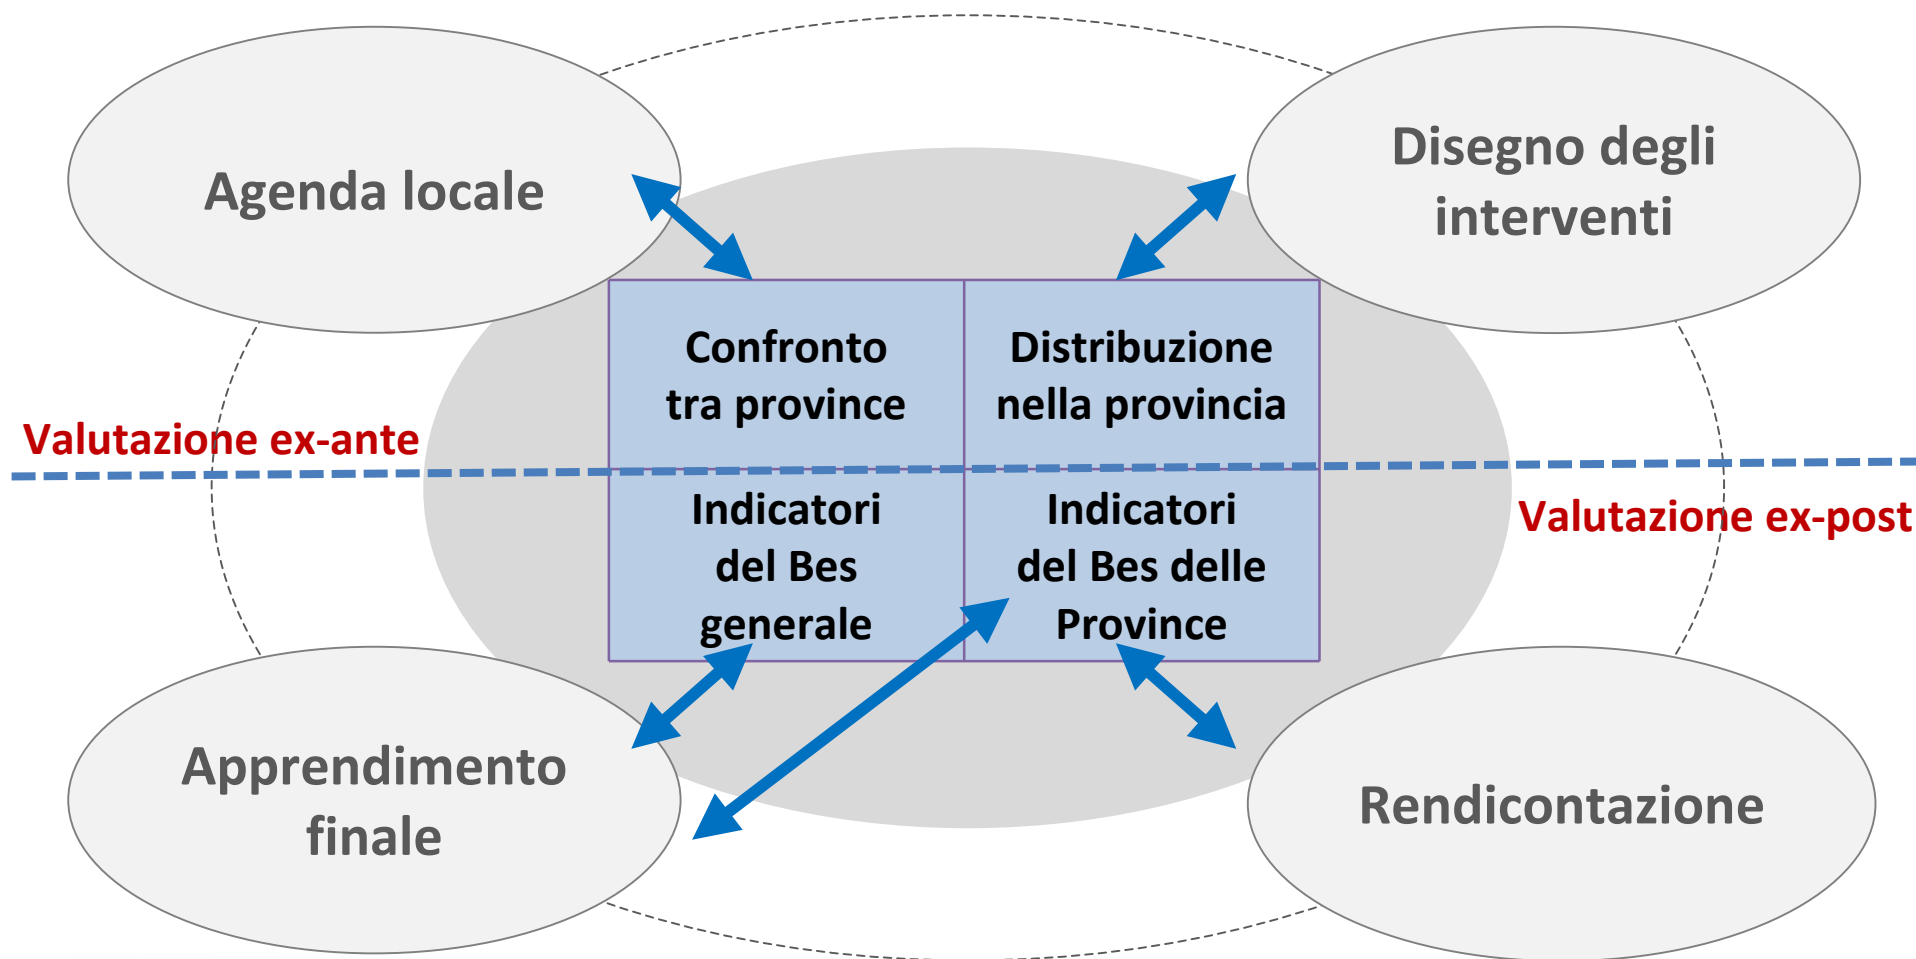 Agenda locale
Disegno degli
interventi
Confronto
tra province
Distribuzione
nella provincia
Valutazione ex-ante
Valutazione ex-post
Indicatori
del Bes
generale
Indicatori
del Bes delle
Province
Apprendimento
finale
Rendicontazione